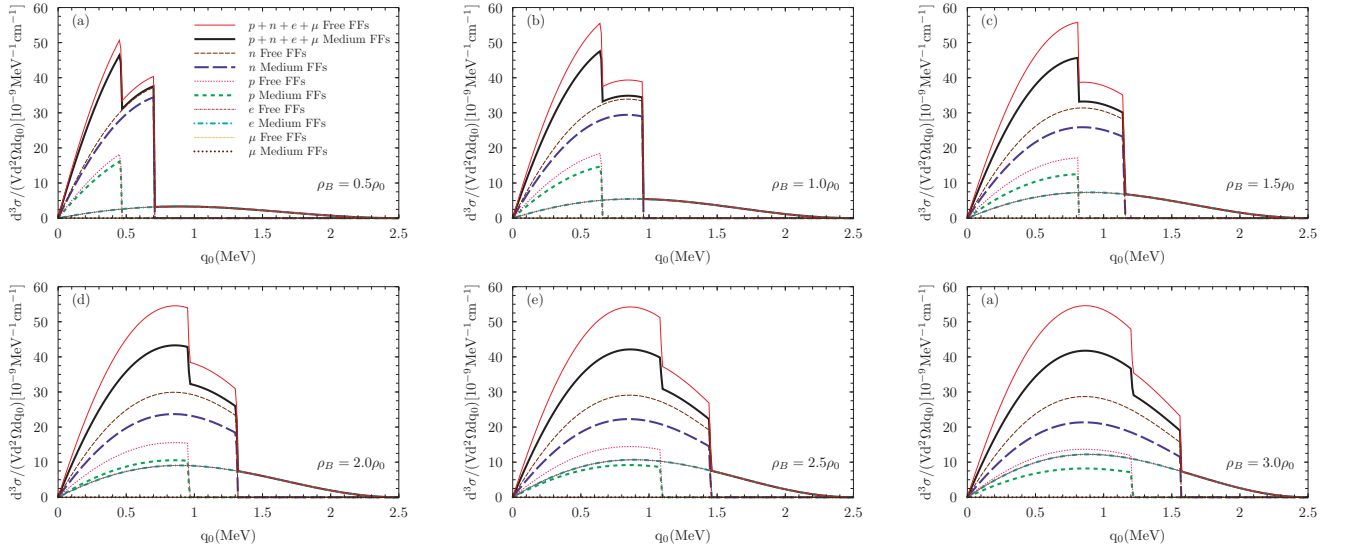 (a)
p + n + e + μ Free FFs
p + n + e + μ Medium FFs
n Free FFs
n Medium FFs
p Free FFs
p Medium FFs
e Free FFs
e Medium FFs
μ Free FFs
μ Medium FFs
ρB = 0.5ρ0
d³σ/(Vd²Ωdq₀)[10⁻⁹MeV⁻¹cm⁻¹]
60
50
40
30
20
10
0
0 0.5 1 1.5 2 2.5
q₀(MeV)
(b)
ρB = 1.0ρ0
d³σ/(Vd²Ωdq₀)[10⁻⁹MeV⁻¹cm⁻¹]
60
50
40
30
20
10
0
0 0.5 1 1.5 2 2.5
q₀(MeV)
(c)
ρB = 1.5ρ0
d³σ/(Vd²Ωdq₀)[10⁻⁹MeV⁻¹cm⁻¹]
60
50
40
30
20
10
0
0 0.5 1 1.5 2 2.5
q₀(MeV)
(d)
ρB = 2.0ρ0
d³σ/(Vd²Ωdq₀)[10⁻⁹MeV⁻¹cm⁻¹]
60
50
40
30
20
10
0
0 0.5 1 1.5 2 2.5
q₀(MeV)
(e)
ρB = 2.5ρ0
d³σ/(Vd²Ωdq₀)[10⁻⁹MeV⁻¹cm⁻¹]
60
50
40
30
20
10
0
0 0.5 1 1.5 2 2.5
q₀(MeV)
(a)
ρB = 3.0ρ0
d³σ/(Vd²Ωdq₀)[10⁻⁹MeV⁻¹cm⁻¹]
60
50
40
30
20
10
0
0 0.5 1 1.5 2 2.5
q₀(MeV)